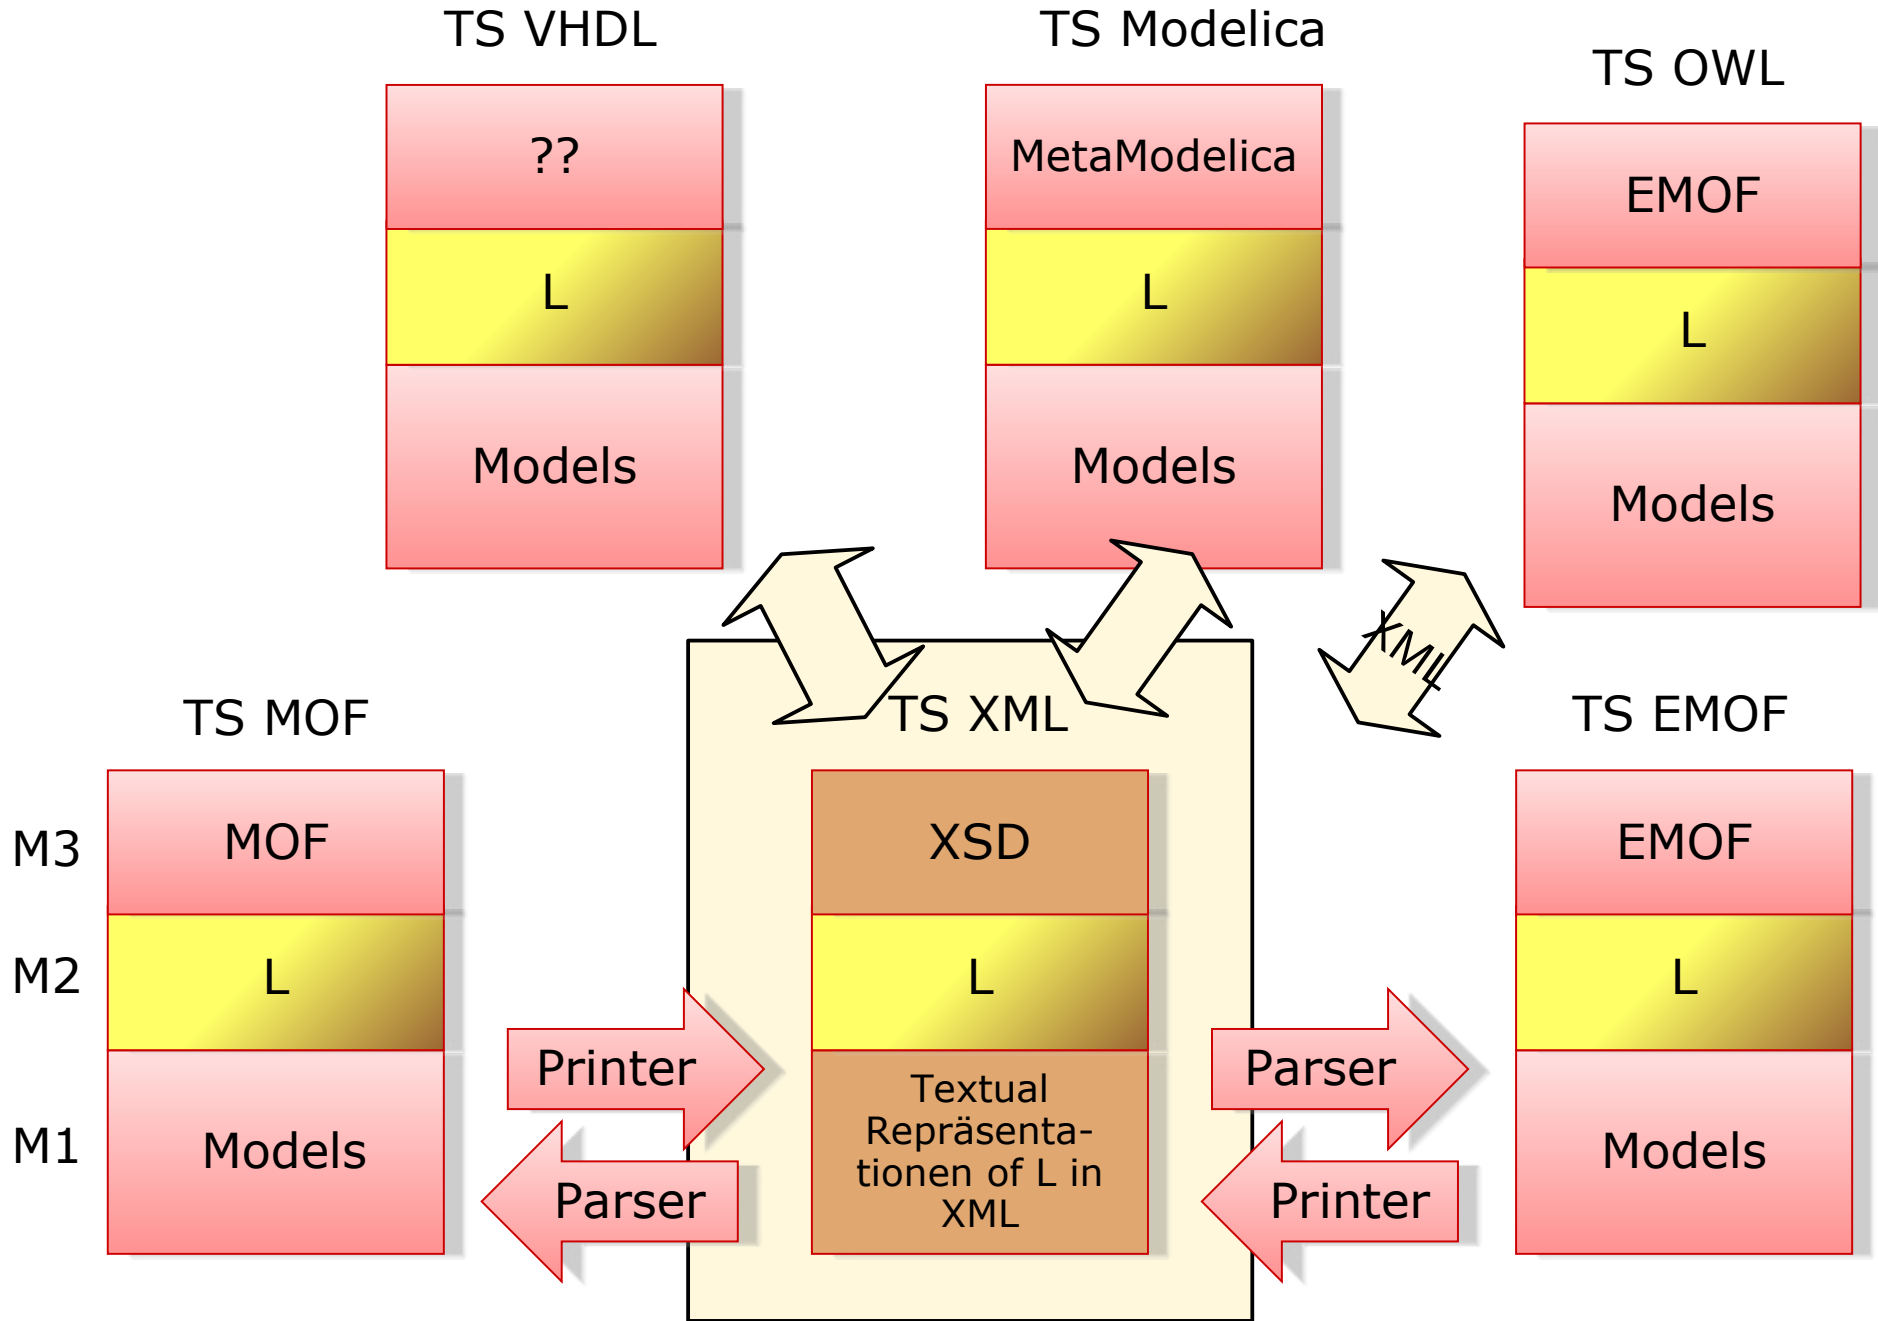 TS VHDL
TS Modelica
TS OWL
??
MetaModelica
EMOF
L
L
L
Models
Models
Models
XML
TS MOF
TS XML
TS EMOF
M3
MOF
XSD
EMOF
M2
L
L
L
Printer
Parser
M1
Models
Textual
Repräsenta-
tionen of L in
XML
Models
Parser
Printer